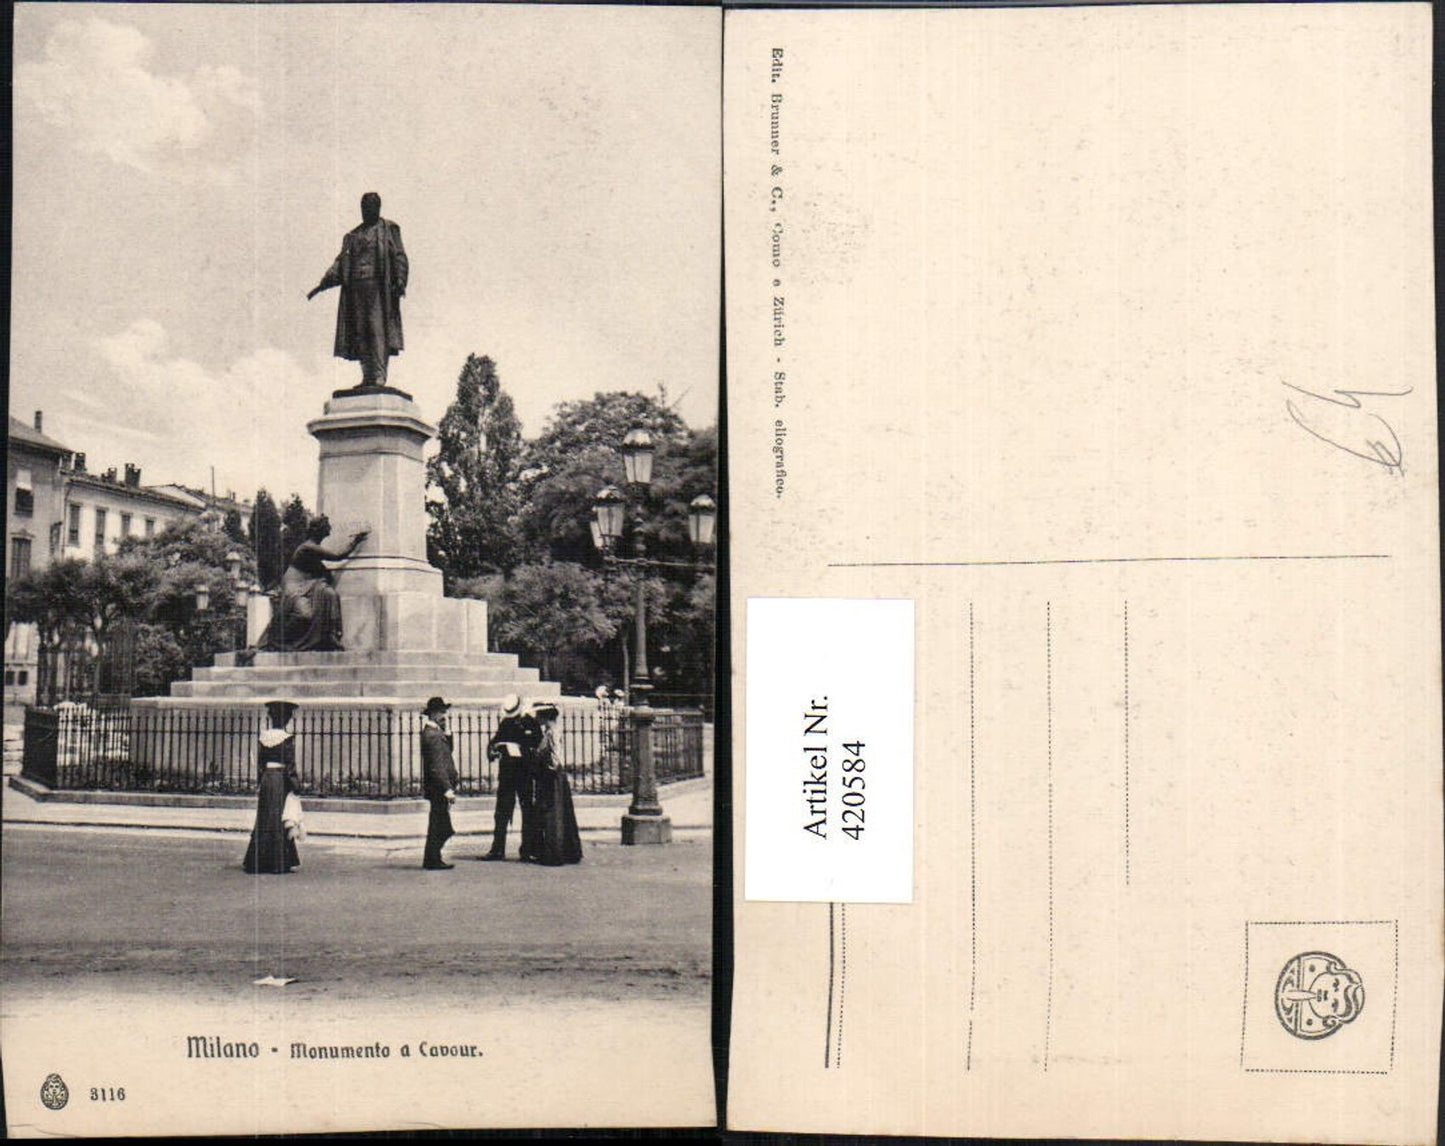 Milano - Monumento a Cavour.
3116
Edit. Brunner & C., Como e Zürich - Stab. eliografico.
Artikel Nr.
420584